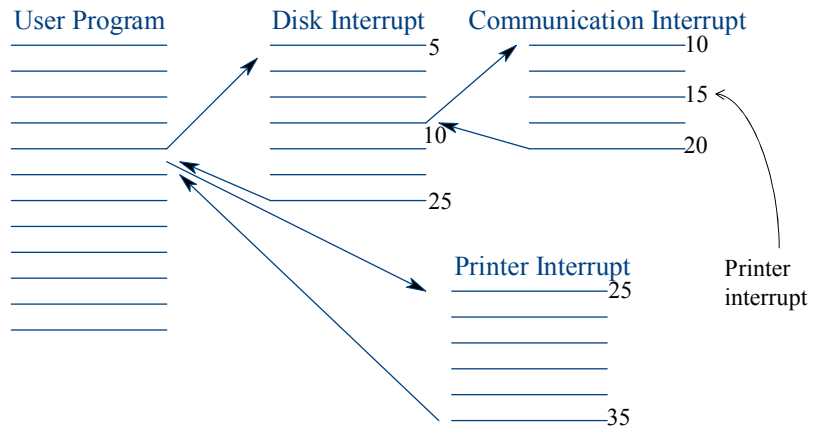 User Program
Disk Interrupt
Communication Interrupt
5
10
15
10
20
25
Printer Interrupt
25
Printer
interrupt
35